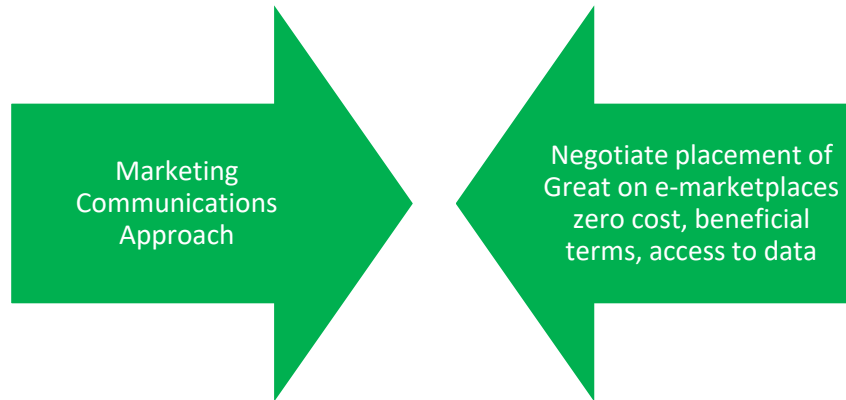 Marketing
Communications
Approach
Negotiate placement of
Great on e-marketplaces
zero cost, beneficial
terms, access to data